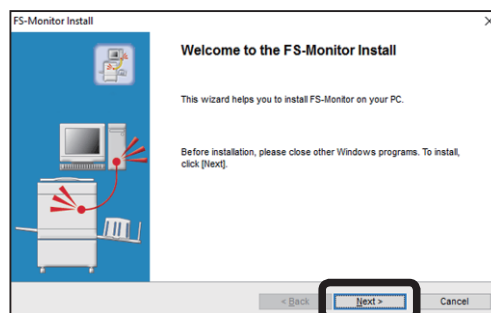 FS-Monitor Install
Welcome to the FS-Monitor Install
This wizard helps you to install FS-Monitor on your PC.
Before installation, please close other Windows programs. To install,
click [Next].
< Back
Next >
Cancel